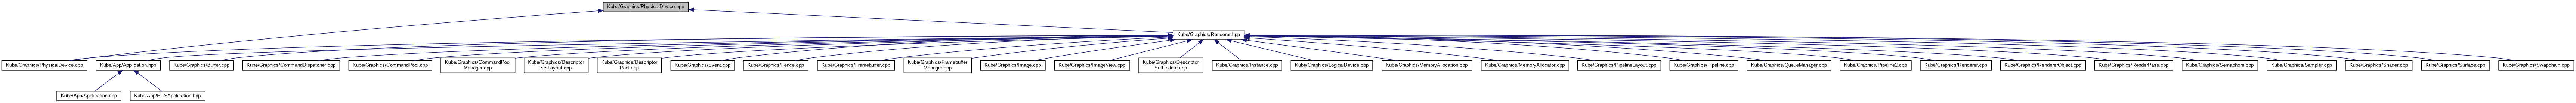 Kube/Graphics/PhysicalDevice.hpp
Kube/Graphics/Renderer.hpp
Kube/Graphics/PhysicalDevice.cpp
Kube/App/Application.hpp
Kube/Graphics/Buffer.cpp
Kube/Graphics/CommandDispatcher.cpp
Kube/Graphics/CommandPool.cpp
Kube/Graphics/CommandPool
Manager.cpp
Kube/Graphics/Descriptor
SetLayout.cpp
Kube/Graphics/Descriptor
Pool.cpp
Kube/Graphics/Event.cpp
Kube/Graphics/Fence.cpp
Kube/Graphics/Framebuffer.cpp
Kube/Graphics/Framebuffer
Manager.cpp
Kube/Graphics/Image.cpp
Kube/Graphics/ImageView.cpp
Kube/Graphics/Descriptor
SetUpdate.cpp
Kube/Graphics/Instance.cpp
Kube/Graphics/LogicalDevice.cpp
Kube/Graphics/MemoryAllocation.cpp
Kube/Graphics/MemoryAllocator.cpp
Kube/Graphics/PipelineLayout.cpp
Kube/Graphics/Pipeline.cpp
Kube/Graphics/QueueManager.cpp
Kube/Graphics/Pipeline2.cpp
Kube/Graphics/Renderer.cpp
Kube/Graphics/RendererObject.cpp
Kube/Graphics/RenderPass.cpp
Kube/Graphics/Semaphore.cpp
Kube/Graphics/Sampler.cpp
Kube/Graphics/Shader.cpp
Kube/Graphics/Surface.cpp
Kube/Graphics/Swapchain.cpp
Kube/App/Application.cpp
Kube/App/ECSApplication.hpp